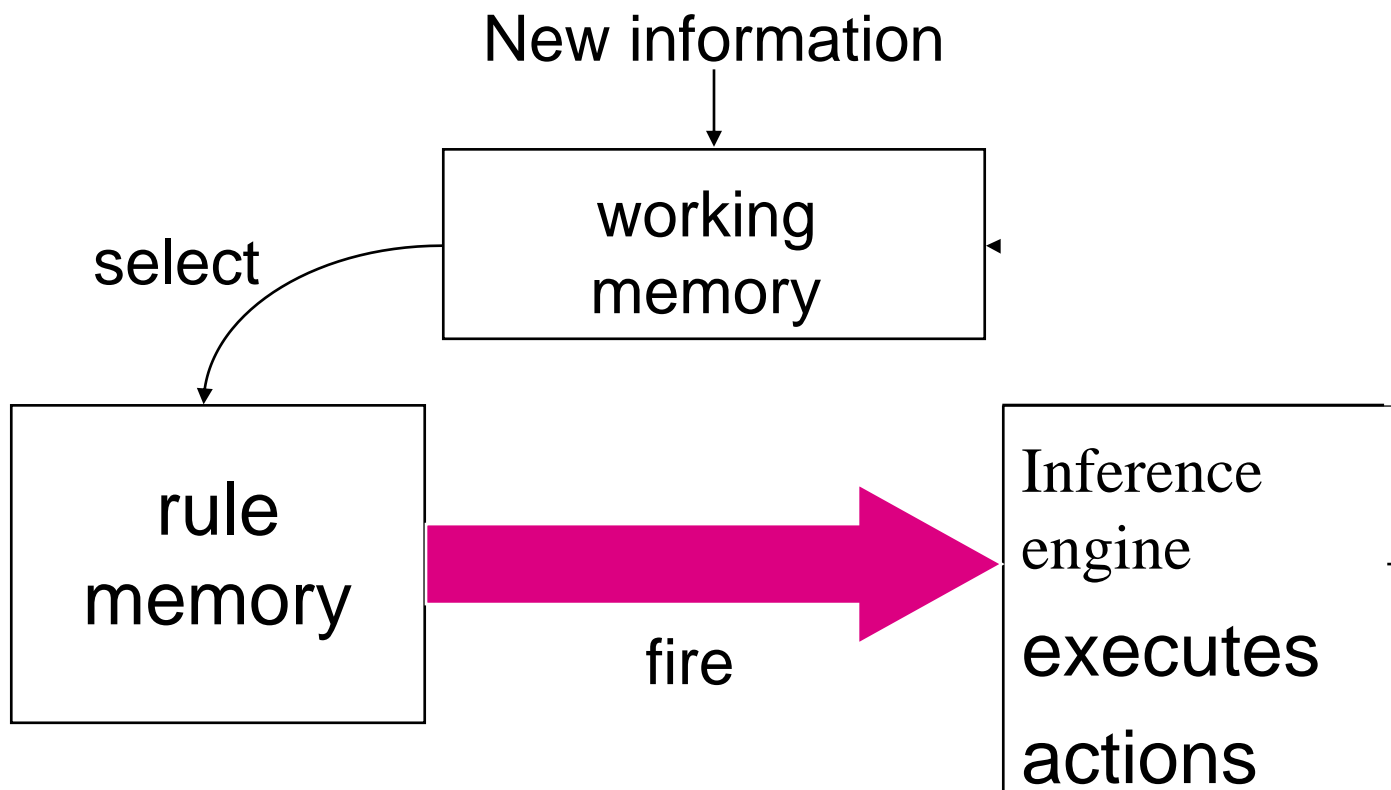 New information
working
memory
select
rule
memory
fire
Inference
engine
executes
actions